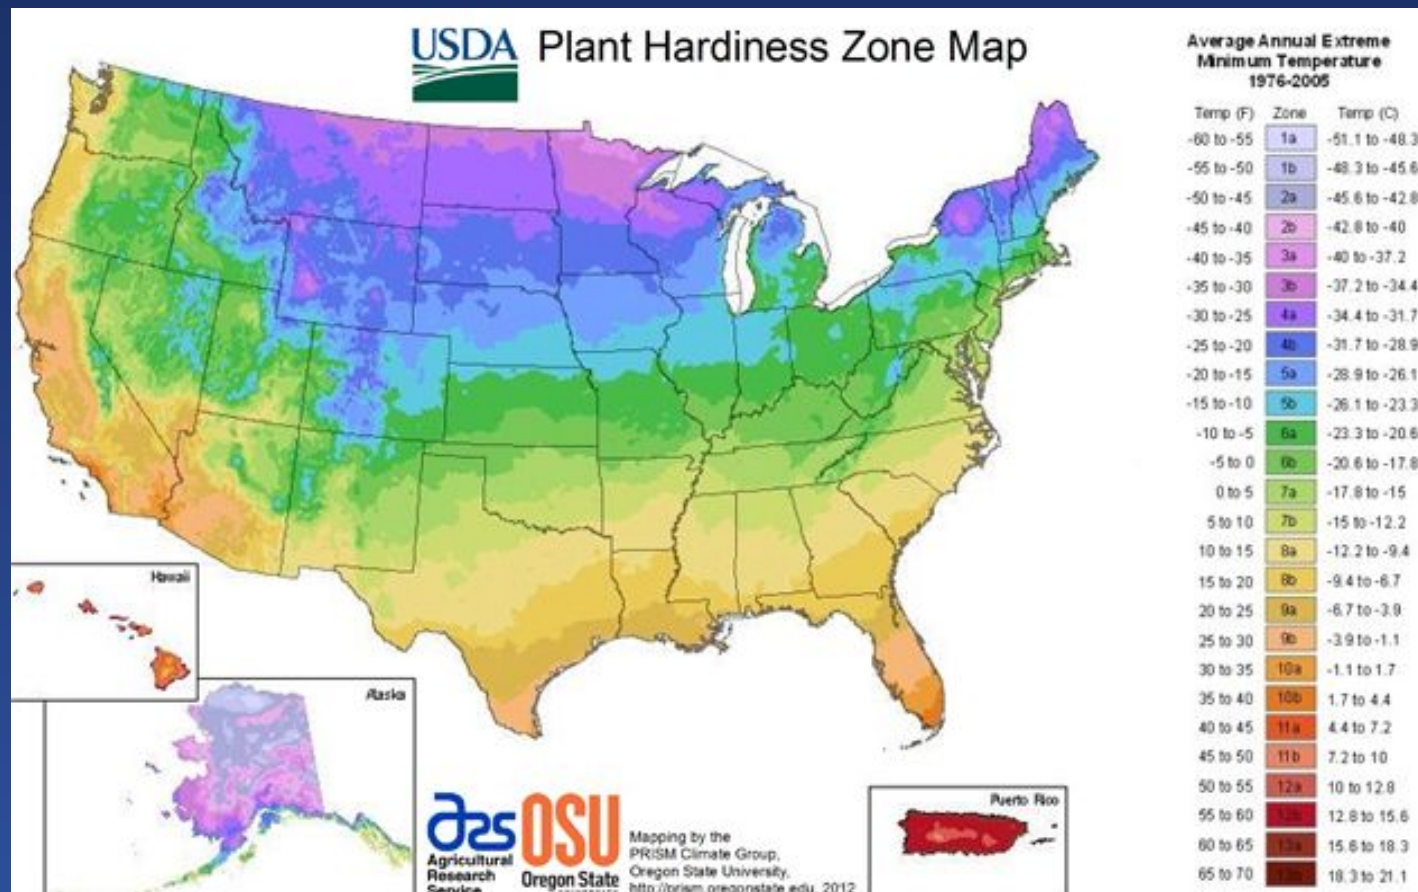 USDA Plant Hardiness Zone Map
Average Annual Extreme
Minimum Temperature
1976-2005
Temp (F) Zone Temp (C)
-60 to -55 1a -51.1 to -48.3
-55 to -50 1b -48.3 to -45.6
-50 to -45 2a -45.6 to -42.8
-45 to -40 2b -42.8 to -40
-40 to -35 3a -40 to -37.2
-35 to -30 3b -37.2 to -34.4
-30 to -25 4a -34.4 to -31.7
-25 to -20 4b -31.7 to -28.9
-20 to -15 5a -28.9 to -26.1
-15 to -10 5b -26.1 to -23.3
-10 to -5 6a -23.3 to -20.6
-5 to 0 6b -20.6 to -17.8
0 to 5 7a -17.8 to -15
5 to 10 7b -15 to -12.2
10 to 15 8a -12.2 to -9.4
15 to 20 8b -9.4 to -6.7
20 to 25 9a -6.7 to -3.9
25 to 30 9b -3.9 to -1.1
30 to 35 10a -1.1 to 1.7
35 to 40 10b 1.7 to 4.4
40 to 45 11a 4.4 to 7.2
45 to 50 11b 7.2 to 10
50 to 55 12a 10 to 12.8
55 to 60 12b 12.8 to 15.6
60 to 65 13a 15.6 to 18.3
65 to 70 13b 18.3 to 21.1
Hawaii
Alaska
Puerto Rico
ars
Agricultural
Research
Service
OSU
Oregon State
Mapping by the
PRISM Climate Group,
Oregon State University,
http://prism.oregonstate.edu, 2012